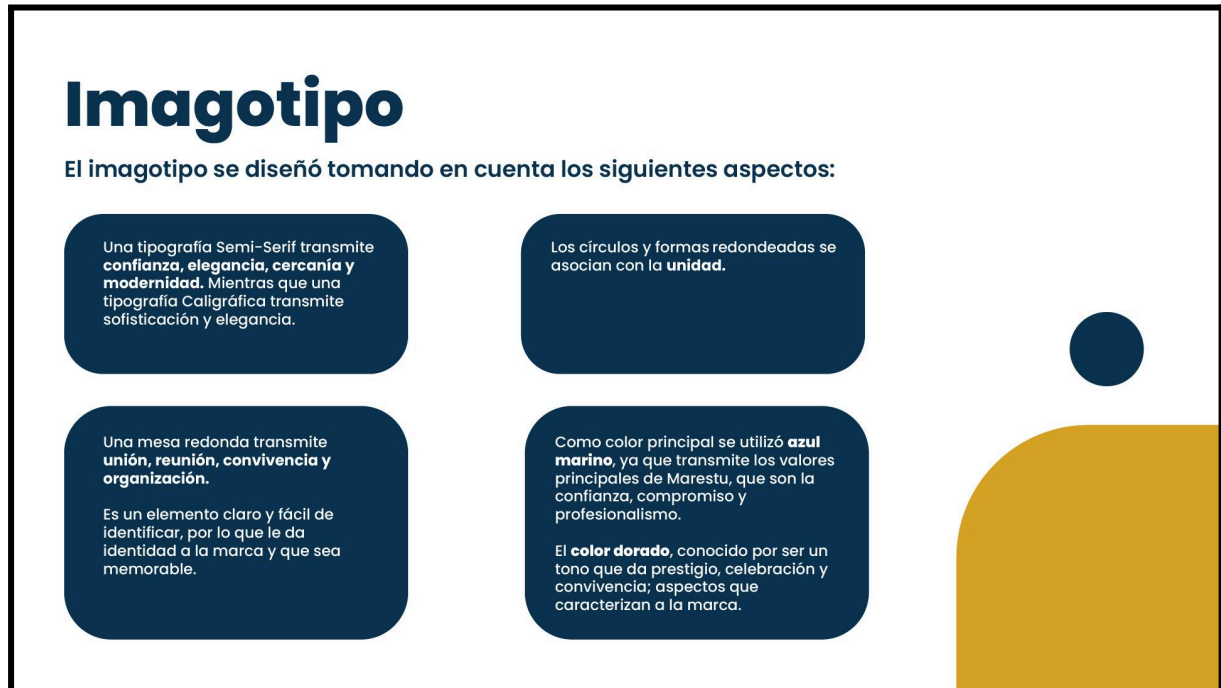 Imagotipo
El imagotipo se diseñó tomando en cuenta los siguientes aspectos:
Una tipografía Semi-Serif transmite
confianza, elegancia, cercanía y
modernidad. Mientras que una
tipografía Caligráfica transmite
sofisticación y elegancia.
Los círculos y formas redondeadas se
asocian con la unidad.
Una mesa redonda transmite
unión, reunión, convivencia y
organización.
Es un elemento claro y fácil de
identificar, por lo que le da
identidad a la marca y que sea
memorable.
Como color principal se utilizó azul
marino, ya que transmite los valores
principales de Marestu, que son la
confianza, compromiso y
profesionalismo.
El color dorado, conocido por ser un
tono que da prestigio, celebración y
convivencia; aspectos que
caracterizan a la marca.